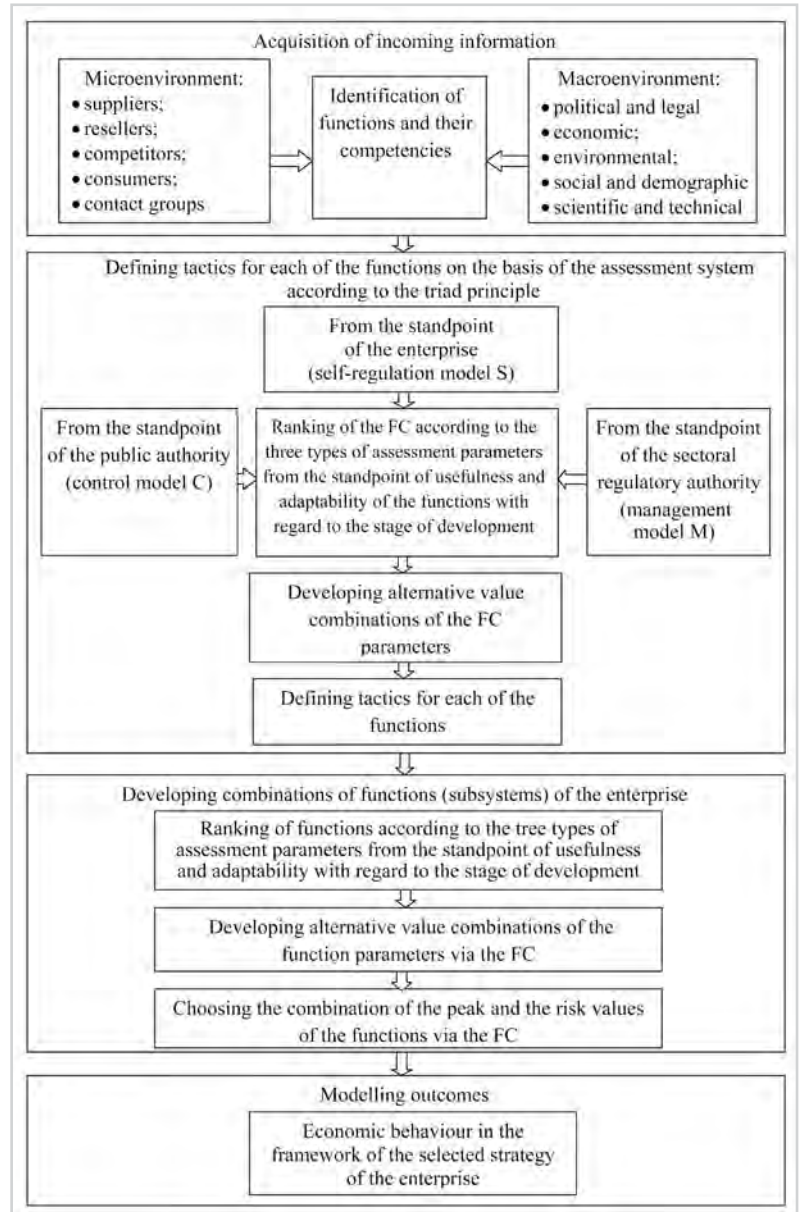 Acquisition of incoming information
Microenvironment:
• suppliers;
• resellers;
• competitors;
• consumers;
• contact groups
Identification of
functions and their
competencies
Macroenvironment:
• political and legal
• economic;
• environmental;
• social and demographic
• scientific and technical
Defining tactics for each of the functions on the basis of the assessment system
according to the triad principle
From the standpoint
of the enterprise
(self-regulation model S)
From the standpoint
of the public authority
(control model C)
Ranking of the FC according to the
three types of assessment parameters
from the standpoint of usefulness and
adaptability of the functions with
regard to the stage of development
From the standpoint
of the sectoral
regulatory authority
(management
model M)
Developing alternative value
combinations of the FC
parameters
Defining tactics for each of the
functions
Developing combinations of functions (subsystems) of the enterprise
Ranking of functions according to the tree types of
assessment parameters from the standpoint of usefulness
and adaptability with regard to the stage of development
Developing alternative value combinations of the
function parameters via the FC
Choosing the combination of the peak and the risk values
of the functions via the FC
Modelling outcomes
Economic behaviour in the
framework of the selected strategy
of the enterprise